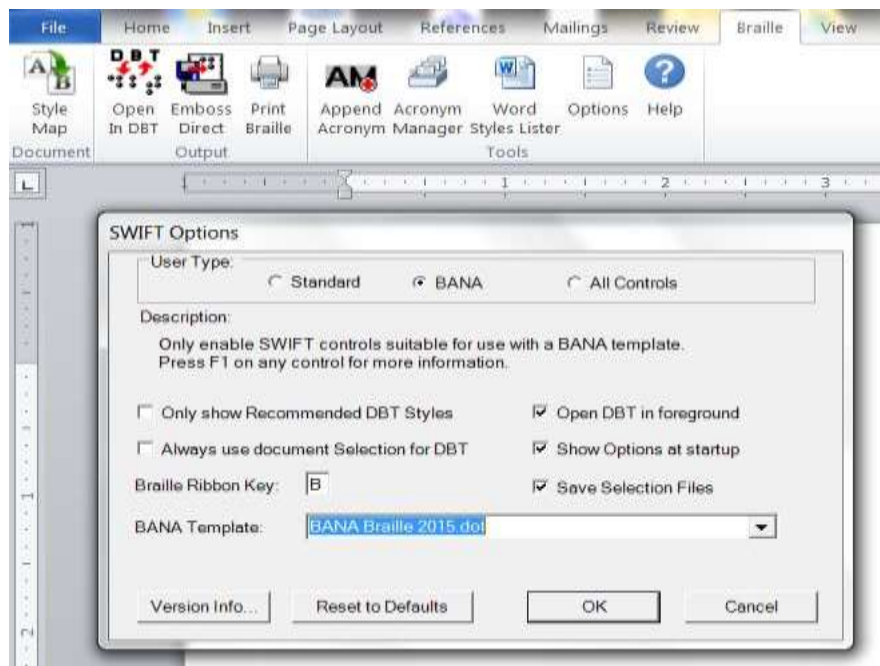 File Home Insert Page Layout References Mailings Review Braille View
DBT AM W ?
A B
Style Open Emboss Print Append Acronym Word Options Help
Map In DBT Direct Braille Acronym Manager Styles Lister
Document Output Tools
L 1 2 3
SWIFT Options
User Type:
Standard BANA All Controls
Description:
Only enable SWIFT controls suitable for use with a BANA template.
Press F1 on any control for more information.
Only show Recommended DBT Styles Open DBT in foreground
Always use document Selection for DBT Show Options at startup
Braille Ribbon Key: B Save Selection Files
BANA Template: BANA Braille 2015.dot
Version Info... Reset to Defaults OK Cancel
1
2